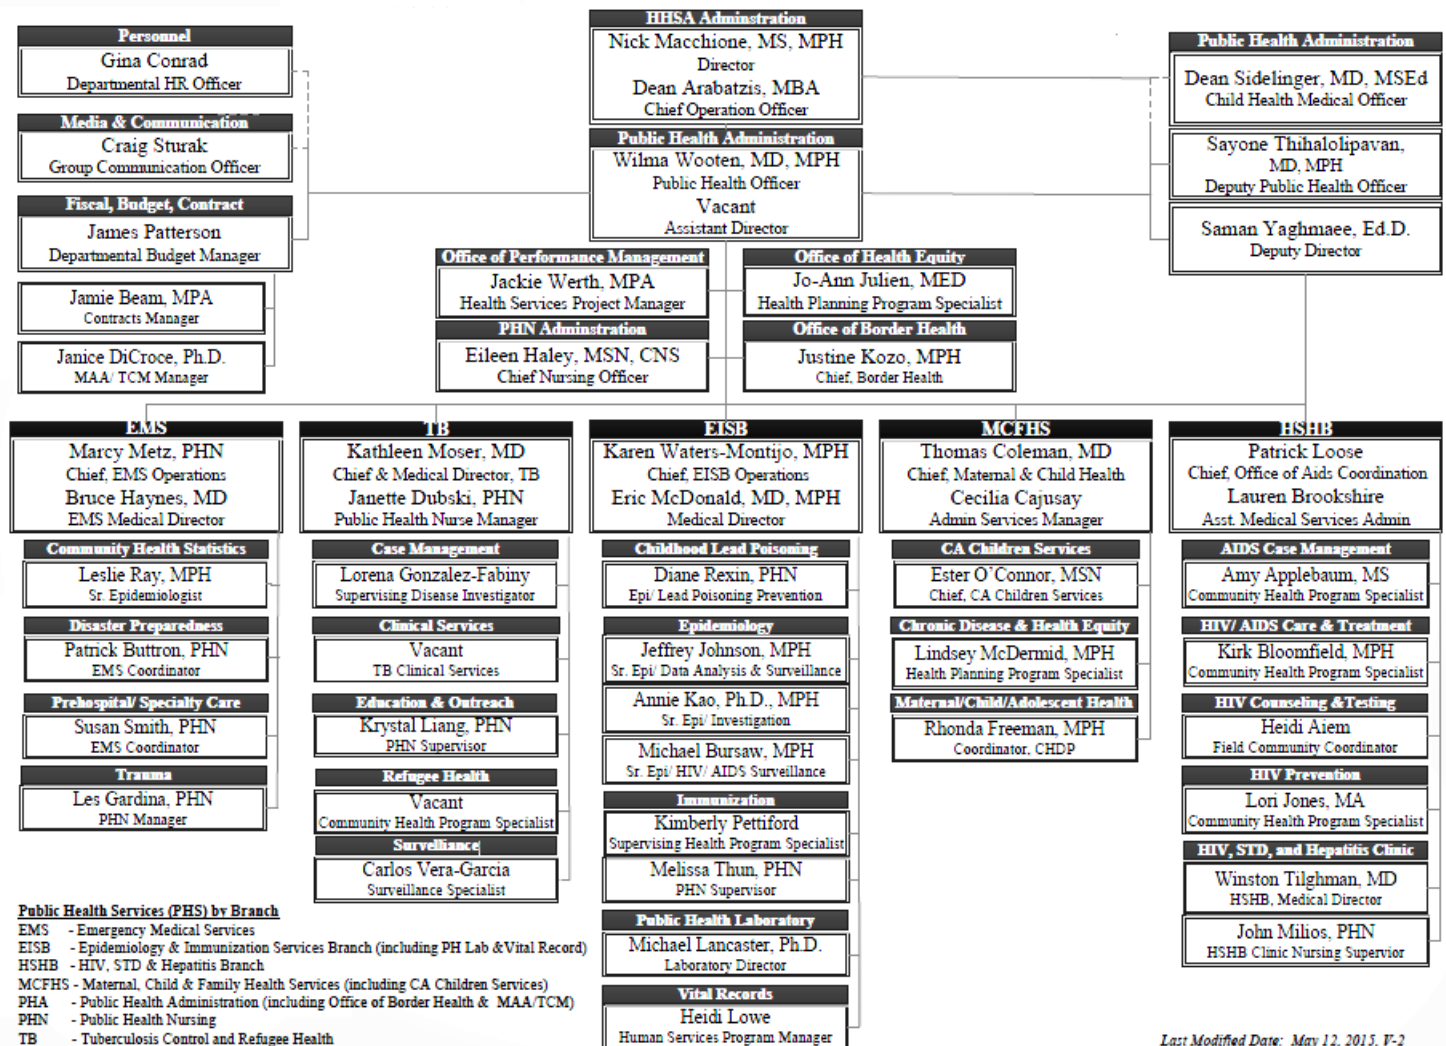 HHSA Adminstration
Nick Macchione, MS, MPH
Director
Dean Arabatzis, MBA
Chief Operation Officer
Public Health Administration
Wilma Wooten, MD, MPH
Public Health Officer
Vacant
Assistant Director
Personnel
Gina Conrad
Departmental HR Officer
Media & Communication
Craig Sturak
Group Communication Officer
Fiscal, Budget, Contract
James Patterson
Departmental Budget Manager
Jamie Beam, MPA
Contracts Manager
Janice DiCroce, Ph.D.
MAA/ TCM Manager
Public Health Administration
Dean Sidelinger, MD, MSEd
Child Health Medical Officer
Sayone Thihalolipavan,
MD, MPH
Deputy Public Health Officer
Saman Yaghmaee, Ed.D.
Deputy Director
Office of Performance Management
Jackie Werth, MPA
Health Services Project Manager
Office of Health Equity
Jo-Ann Julien, MED
Health Planning Program Specialist
PHN Adminstration
Eileen Haley, MSN, CNS
Chief Nursing Officer
Office of Border Health
Justine Kozo, MPH
Chief, Border Health
EMS
Marcy Metz, PHN
Chief, EMS Operations
Bruce Haynes, MD
EMS Medical Director
Community Health Statistics
Leslie Ray, MPH
Sr. Epidemiologist
Disaster Preparedness
Patrick Buttron, PHN
EMS Coordinator
Prehospital/ Specialty Care
Susan Smith, PHN
EMS Coordinator
Trauma
Les Gardina, PHN
PHN Manager
TB
Kathleen Moser, MD
Chief & Medical Director, TB
Janette Dubski, PHN
Public Health Nurse Manager
Case Management
Lorena Gonzalez-Fabiny
Supervising Disease Investigator
Clinical Services
Vacant
TB Clinical Services
Education & Outreach
Krystal Liang, PHN
PHN Supervisor
Refugee Health
Vacant
Community Health Program Specialist
Survelliance
Carlos Vera-Garcia
Surveillance Specialist
EISB
Karen Waters-Montijo, MPH
Chief, EISB Operations
Eric McDonald, MD, MPH
Medical Director
Childhood Lead Poisoning
Diane Rexin, PHN
Epi/ Lead Poisoning Prevention
Epidemiology
Jeffrey Johnson, MPH
Sr. Epi/ Data Analysis & Surveillance
Annie Kao, Ph.D., MPH
Sr. Epi/ Investigation
Michael Bursaw, MPH
Sr. Epi/ HIV/ AIDS Surveillance
Immunization
Kimberly Pettiford
Supervising Health Program Specialist
Melissa Thun, PHN
PHN Supervisor
Public Health Laboratory
Michael Lancaster, Ph.D.
Laboratory Director
Vital Records
Heidi Lowe
Human Services Program Manager
MCFHS
Thomas Coleman, MD
Chief, Maternal & Child Health
Cecilia Cajusay
Admin Services Manager
CA Children Services
Ester O'Connor, MSN
Chief, CA Children Services
Chronic Disease & Health Equity
Lindsey McDermid, MPH
Health Planning Program Specialist
Maternal/Child/Adolescent Health
Rhonda Freeman, MPH
Coordinator, CHDP
HSHB
Patrick Loose
Chief, Office of Aids Coordination
Lauren Brookshire
Asst. Medical Services Admin
AIDS Case Management
Amy Applebaum, MS
Community Health Program Specialist
HIV/ AIDS Care & Treatment
Kirk Bloomfield, MPH
Community Health Program Specialist
HIV Counseling &Testing
Heidi Aiem
Field Community Coordinator
HIV Prevention
Lori Jones, MA
Community Health Program Specialist
HIV, STD, and Hepatitis Clinic
Winston Tilghman, MD
HSHB, Medical Director
John Milios, PHN
HSHB Clinic Nursing Supervior
Public Health Services (PHS) by Branch
EMS - Emergency Medical Services
EISB - Epidemiology & Immunization Services Branch (including PH Lab &Vital Record)
HSHB - HIV, STD & Hepatitis Branch
MCFHS - Maternal, Child & Family Health Services (including CA Children Services)
PHA - Public Health Administration (including Office of Border Health & MAA/TCM)
PHN - Public Health Nursing
TB - Tuberculosis Control and Refugee Health
Last Modified Date: May 12, 2015, V-2